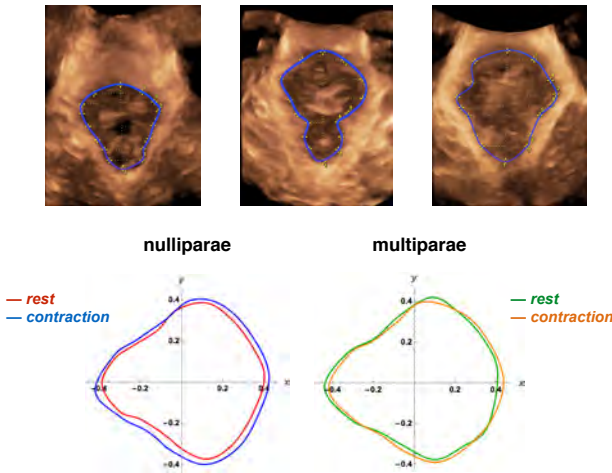 nulliparae multiparae
— rest
— contraction
— rest
— contraction
y
0.4
0.2
-0.4 -0.2 0.2 0.4 x
-0.2
-0.4
y
0.4
0.2
-0.4 -0.2 0.2 0.4 x
-0.2
-0.4